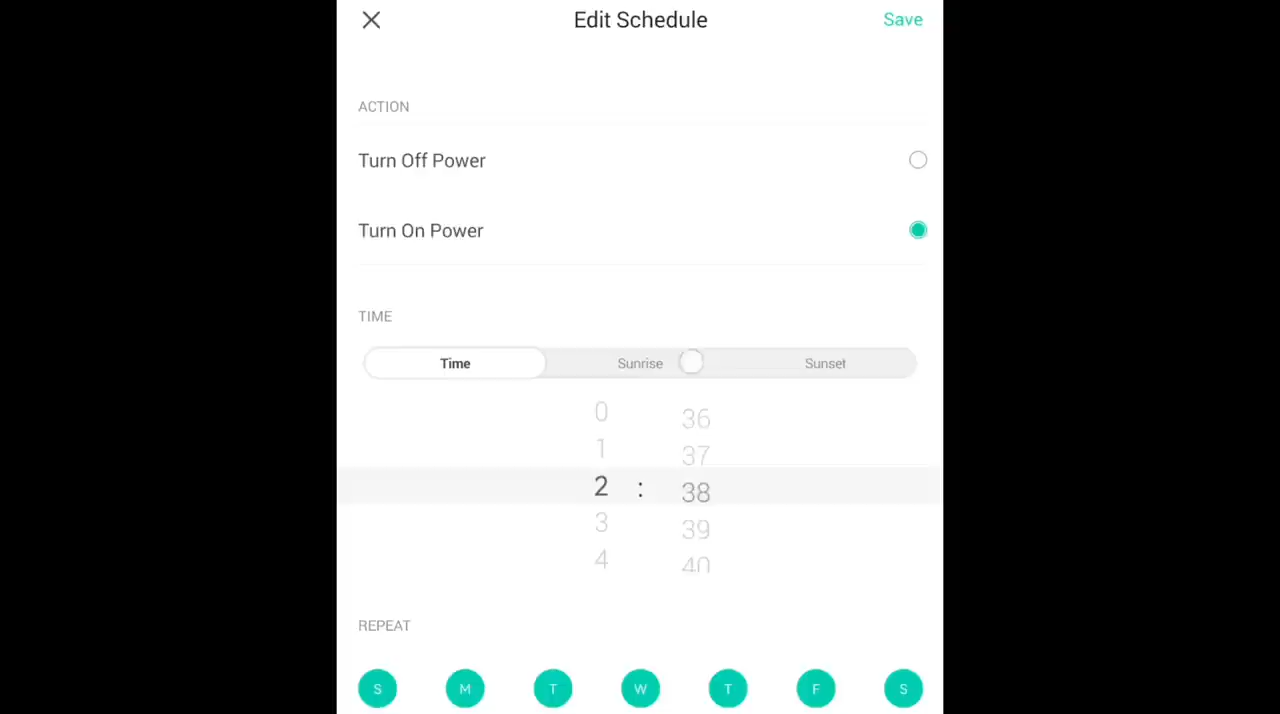 Edit Schedule Save
ACTION
Turn Off Power
Turn On Power
TIME
Time Sunrise Sunset
0 36
1 37
2 : 38
3 39
4 40
REPEAT
S M T W T F S